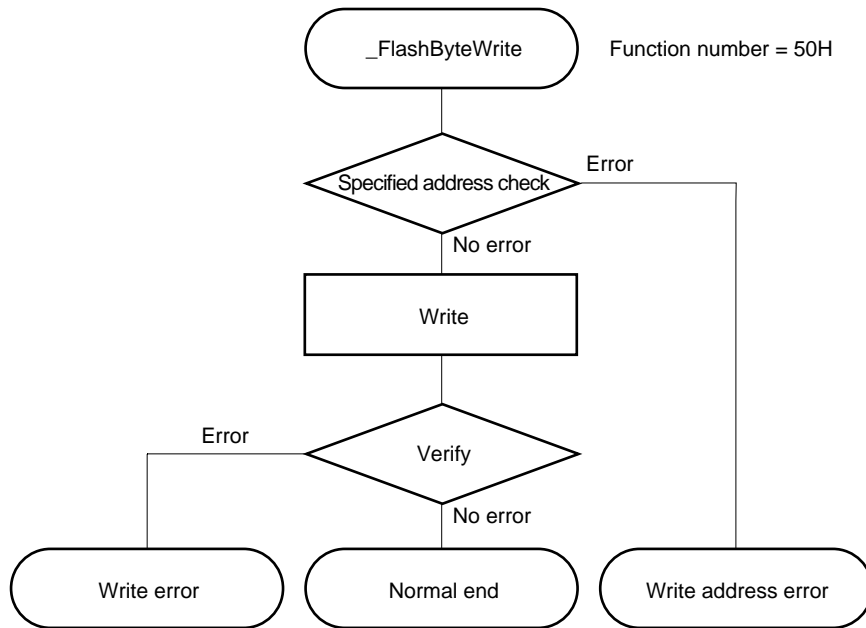 _FlashByteWrite
Function number = 50H
Specified address check
Error
No error
Write
Error
Verify
No error
Write error
Normal end
Write address error